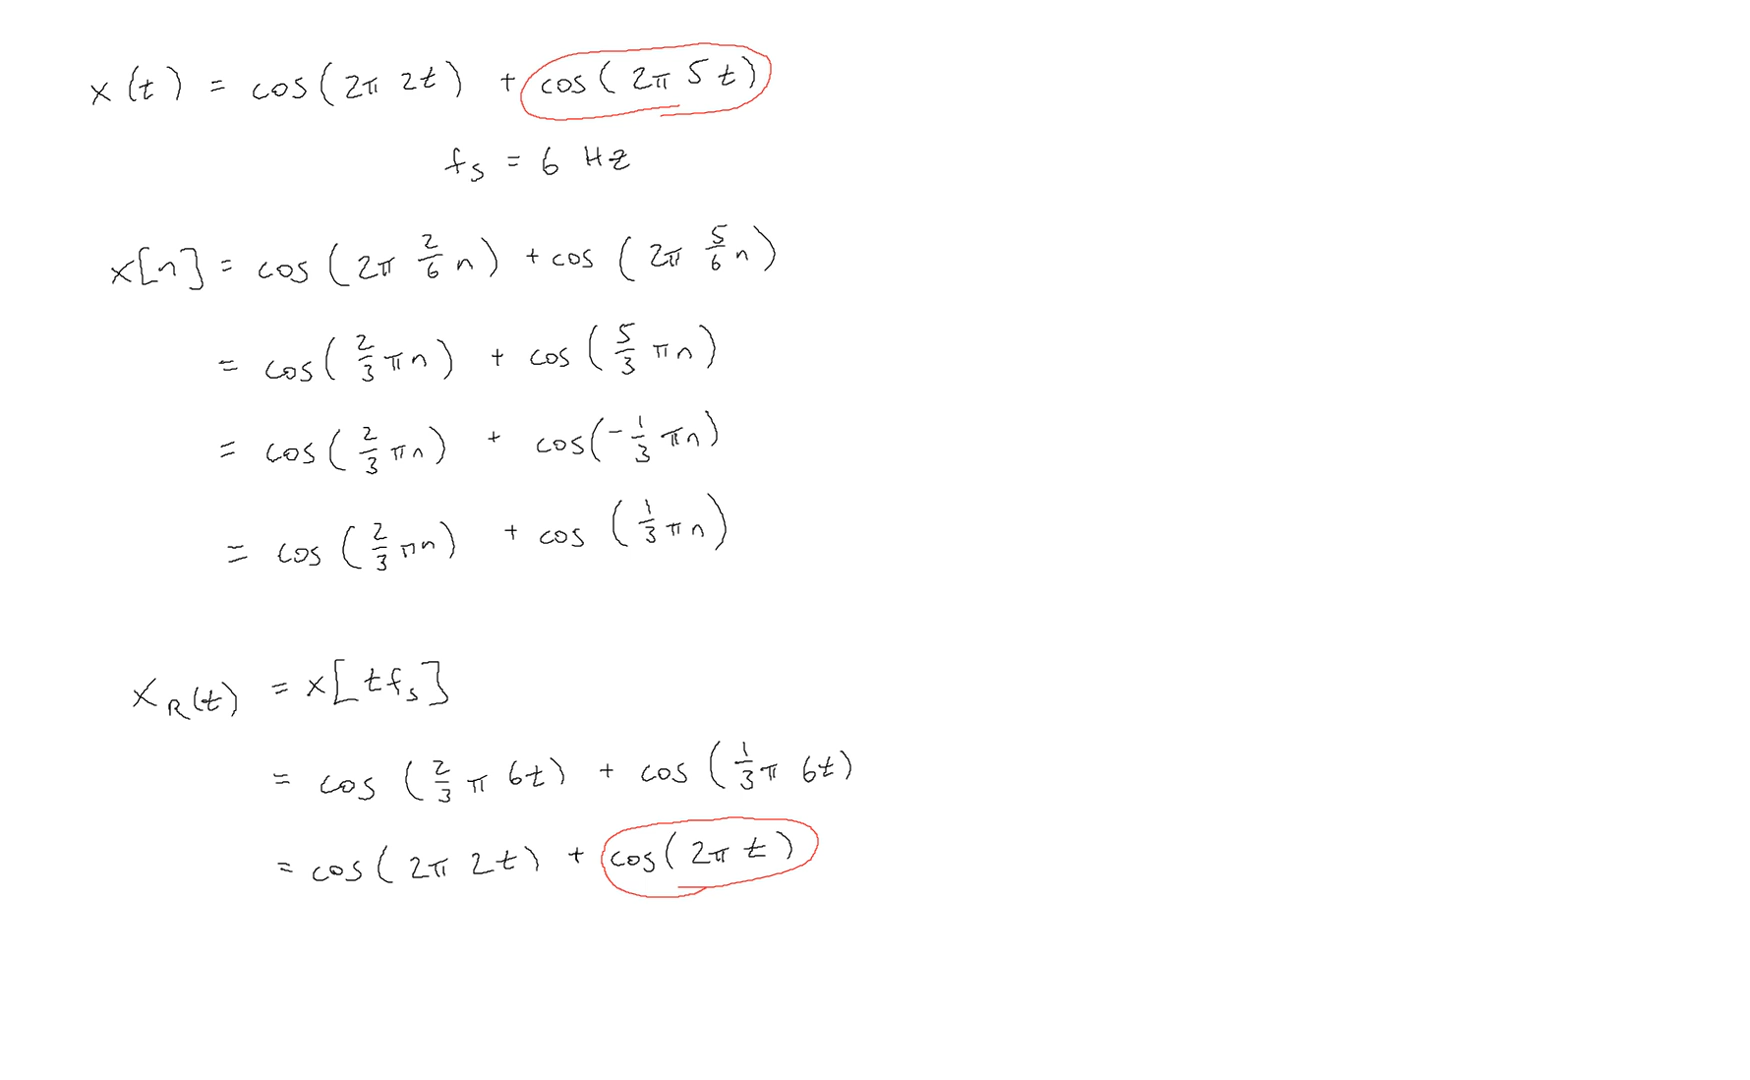 x(t) = cos(2π 2t) + cos(2π 5t)
f_s = 6 Hz
x[n] = cos(2π 2/6 n) + cos(2π 5/6 n)
= cos(2/3 πn) + cos(5/3 πn)
= cos(2/3 πn) + cos(-1/3 πn)
= cos(2/3 πn) + cos(1/3 πn)
x_R(t) = x[tf_s]
= cos(2/3 π 6t) + cos(1/3 π 6t)
= cos(2π 2t) + cos(2π t)